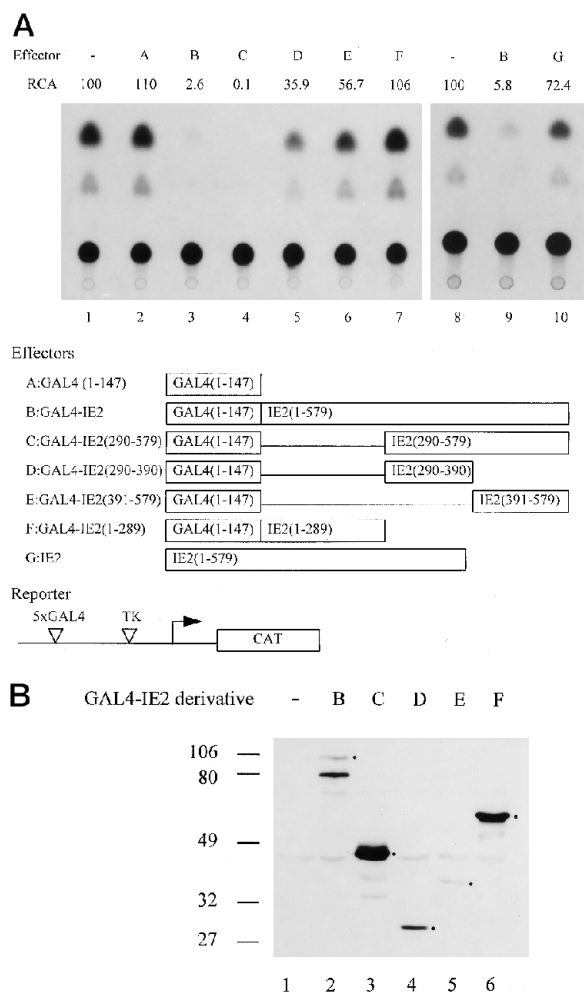 A
Effector - A B C D E F - B G
RCA 100 110 2.6 0.1 35.9 56.7 106 100 5.8 72.4
1 2 3 4 5 6 7 8 9 10
Effectors
A:GAL4 (1-147) GAL4(1-147)
B:GAL4-IE2 GAL4(1-147) IE2(1-579)
C:GAL4-IE2(290-579) GAL4(1-147) IE2(290-579)
D:GAL4-IE2(290-390) GAL4(1-147) IE2(290-390)
E:GAL4-IE2(391-579) GAL4(1-147) IE2(391-579)
F:GAL4-IE2(1-289) GAL4(1-147) IE2(1-289)
G:IE2 IE2(1-579)
Reporter
5xGAL4 TK
CAT
B
GAL4-IE2 derivative - B C D E F
106
80
49
32
27
1 2 3 4 5 6